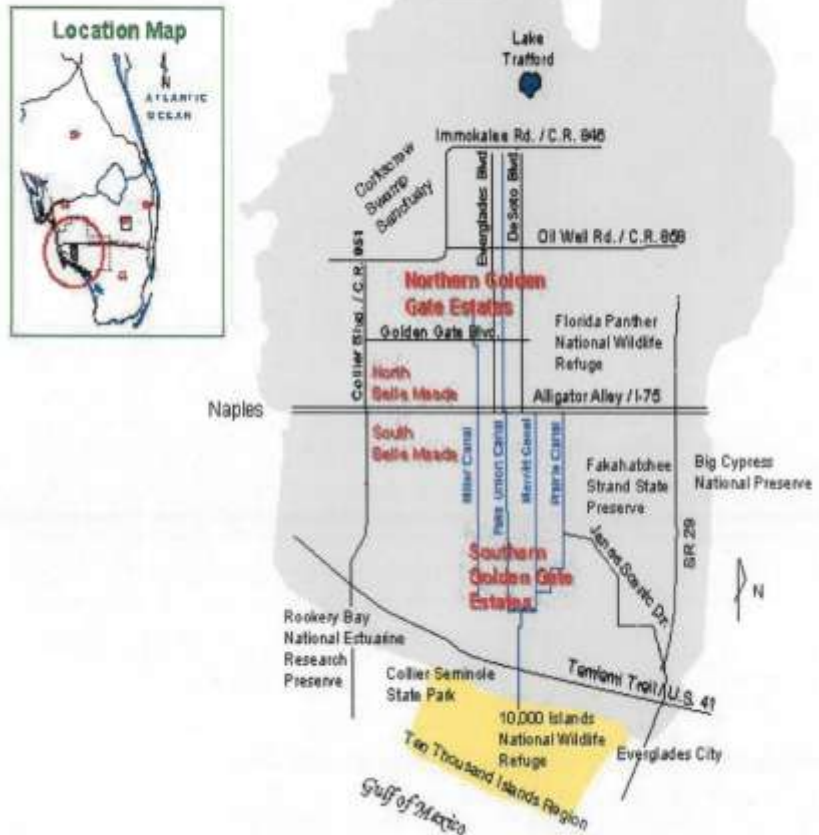 Location Map
N
ATLANTIC
OCEAN
Lake
Trafford
Immokalee Rd. / C.R. 846
Corkscrew
Swamp
Sanctuary
Everglades Blvd.
DeSoto Blvd.
Oil Well Rd. / C.R. 858
Collier Blvd. / C.R. 951
Northern Golden
Gate Estates
Golden Gate Blvd.
Florida Panther
National Wildlife
Refuge
North
Belle Meade
Alligator Alley / I-75
Naples
South
Belle Meade
Miller Canal
Faka Union Canal
Merritt Canal
Prairie Canal
Fakahatchee
Strand State
Preserve
Big Cypress
National Preserve
SR 29
Janes Scenic Dr.
Southern
Golden Gate
Estates
N
Rookery Bay
National Estuarine
Research
Preserve
Collier Seminole
State Park
Tamiami Trail / U.S. 41
10,000 Islands
National Wildlife
Refuge
Everglades City
Ten Thousand Islands Region
Gulf of Mexico